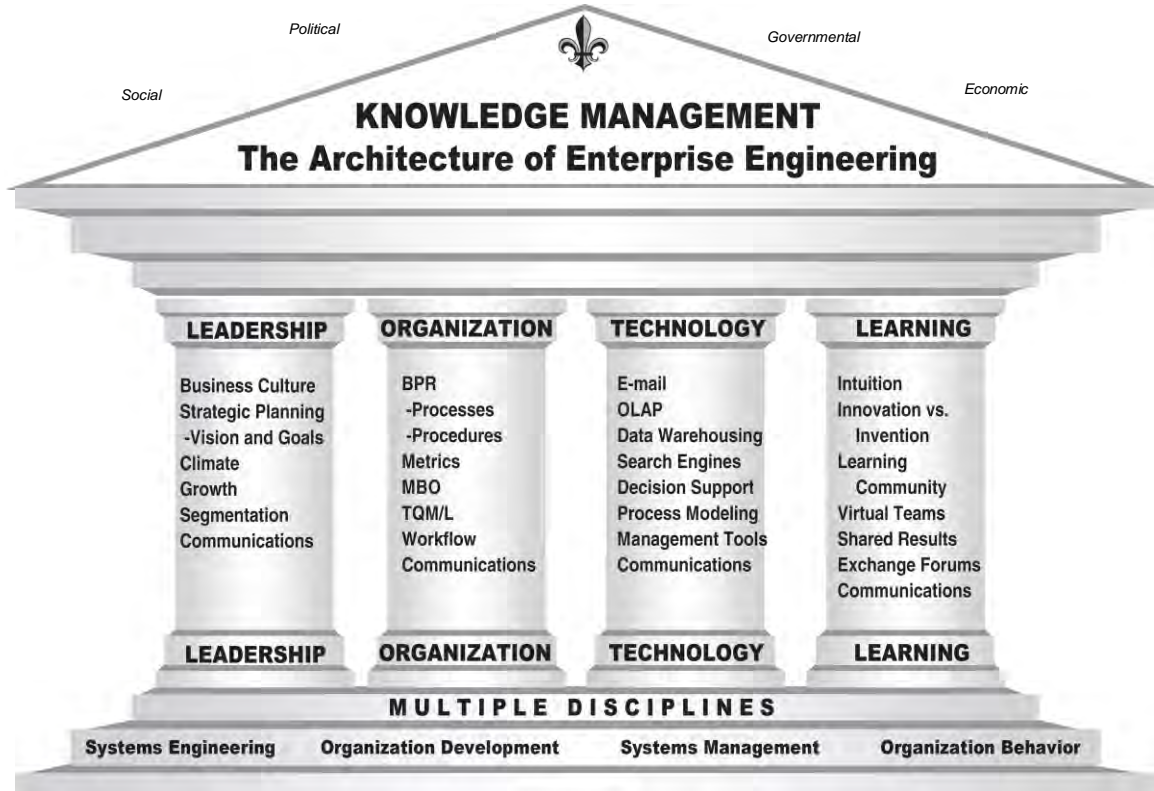 Political
Governmental
Social
Economic
KNOWLEDGE MANAGEMENT
The Architecture of Enterprise Engineering
LEADERSHIP
Business Culture
Strategic Planning
-Vision and Goals
Climate
Growth
Segmentation
Communications
LEADERSHIP
ORGANIZATION
BPR
-Processes
-Procedures
Metrics
MBO
TQM/L
Workflow
Communications
ORGANIZATION
TECHNOLOGY
E-mail
OLAP
Data Warehousing
Search Engines
Decision Support
Process Modeling
Management Tools
Communications
TECHNOLOGY
LEARNING
Intuition
Innovation vs.
Invention
Learning
Community
Virtual Teams
Shared Results
Exchange Forums
Communications
LEARNING
MULTIPLE DISCIPLINES
Systems Engineering Organization Development Systems Management Organization Behavior